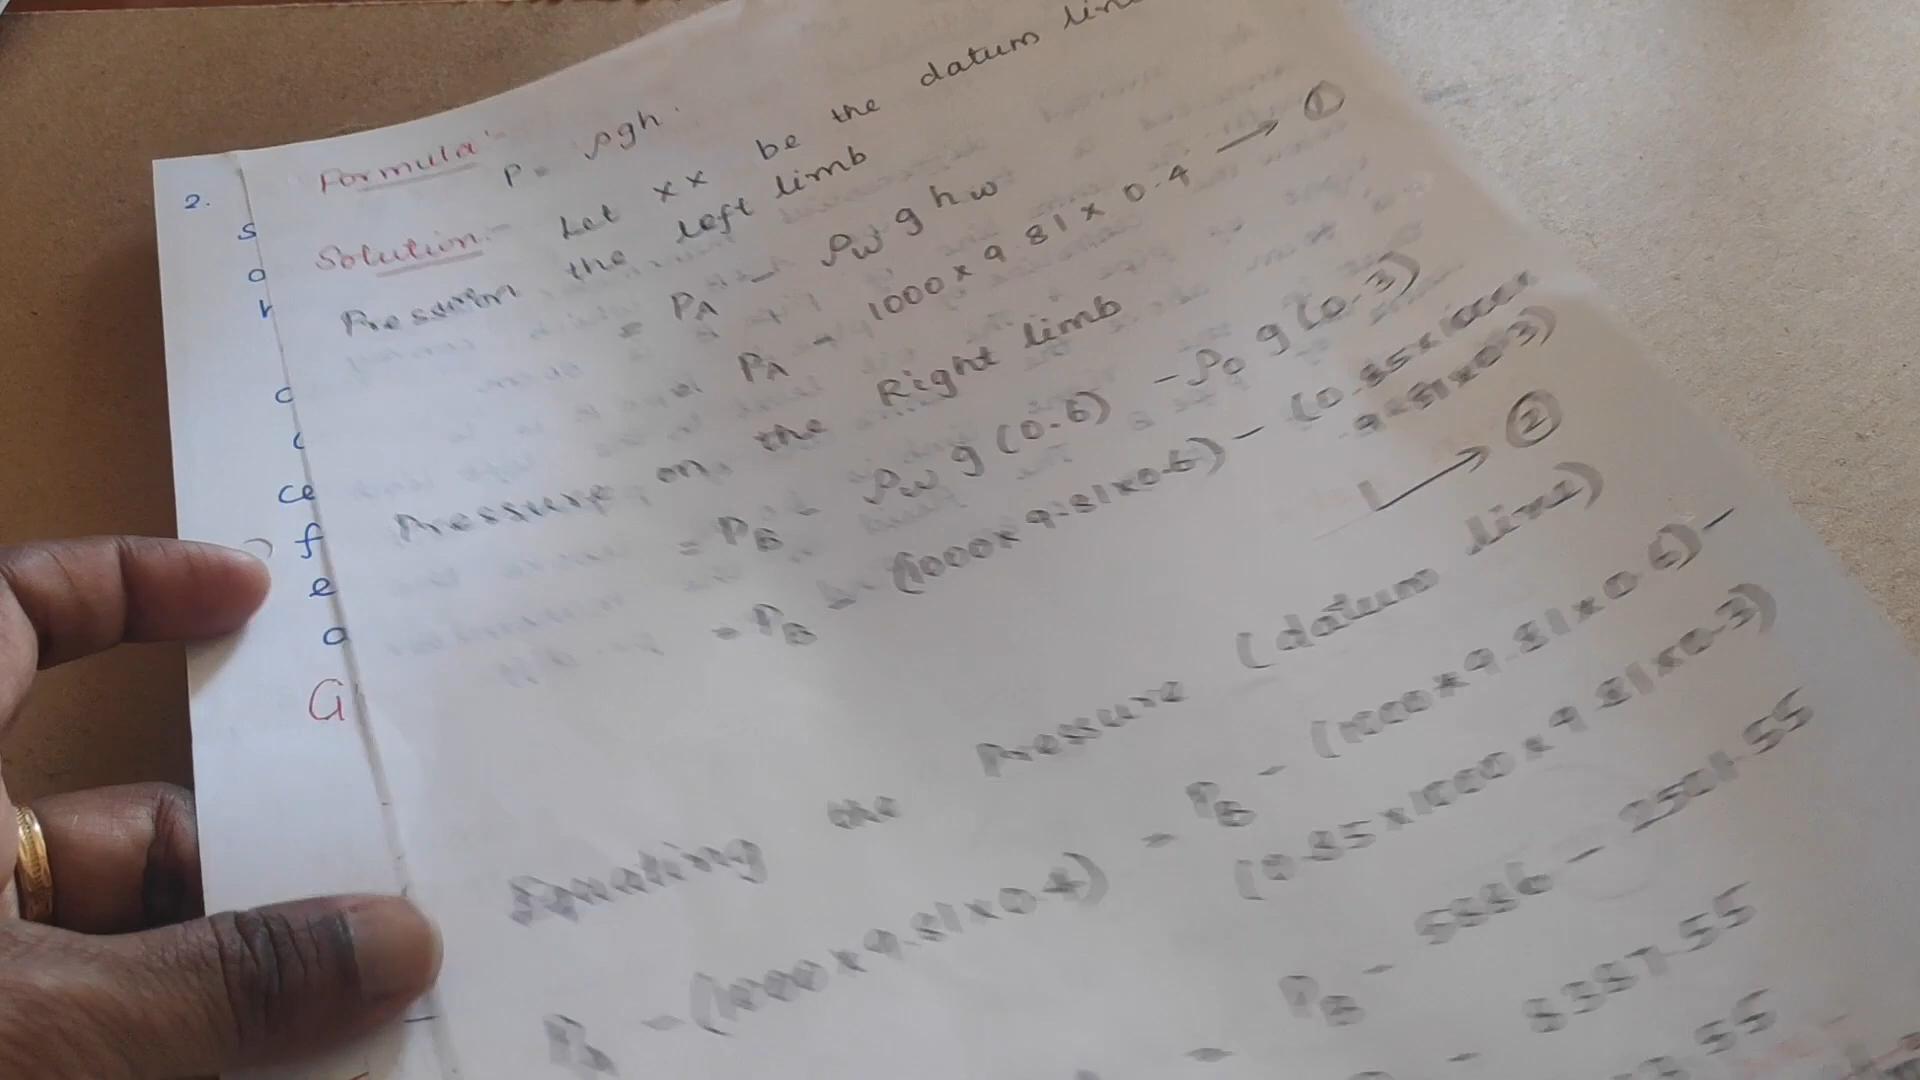 2.
Formula:
P = ρgh.
Solution:- Let xx be the datum line
Pressure in the left limb
= PA - ρw g hw
PA - 1000 x 9.81 x 0.4 → ①
Pressure on the Right limb
= PB - ρw g (0.6) - ρo g (0.3)
= PB - (1000 x 9.81 x 0.6) - (0.85 x 1000 x
9.81 x 0.3)
→ ②
Equating the Pressure (datum line)
PA - (1000 x 9.81 x 0.4) = PB - (1000 x 9.81 x 0.6) -
(0.85 x 1000 x 9.81 x 0.3)
= PB - 5886 - 2501.55
- 8387.55
.55
s
o
c
ce
f
e
a
G